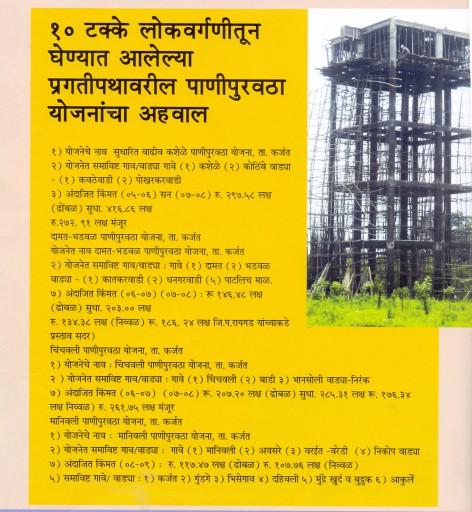 १० टक्के लोकवर्गणीतून
घेण्यात आलेल्या
प्रगतीपथावरील पाणीपुरवठा
योजनांचा अहवाल
१) योजनेचे नाव सुधारित वाढीव कशेळे पाणीपुरवठा योजना, ता. कर्जत
२) योजनेत समाविष्ट गाव/वाड्या गावे (१) कशेळे (२) कोठिंबे वाड्या
- (१) कवठेवाडी (२) पोखरकरवाडी
३) अंदाजित किंमत (०५-०६) सन (०७-०८) रु. २९७.५८ लक्ष
(ढोबळ) सुधा. ४१६.८६ लक्ष
रु.२७२. ९१ लक्ष मंजूर
दामत-भडवळ पाणीपुरवठा योजना, ता. कर्जत
योजनेत नाव दामत-भडवळ पाणीपुरवठा योजना, ता. कर्जत
२) योजनेत समाविष्ट गाव/वाड्या : गावे (१) दामत (२) भडवळ
वाड्या - (१) कातकरवाडी (२) धनगरवाडी (५) पाटलिच माळ.
७) अंदाजित किंमत (०६-०७) (०७-०८) : रू १४६.४८ लक्ष
(ढोबळ) सुधा. २०३.०० लक्ष
रु. १३४.३८ लक्ष (निव्वळ) रू. १८६. २४ लक्ष जि.प.रायगड यांच्याकडे
प्रस्ताव सदर)
चिंचवली पाणीपुरवठा योजना, ता. कर्जत
१) योजनेचे नाव : चिंचवली पाणीपुरवठा योजना, ता. कर्जत
२) योजनेत समाविष्ट गाव/वाड्या : गावे (१) चिंचवली (२) बार्डी ३) भानसोली वाड्या-निरंक
७) अंदाजित किंमत (०६-०७) (०७-०८) रू. २०७.२० लक्ष (ढोबळ) सुधा. २८५.३१ लक्ष रू. १७६.३४
लक्ष निव्वळ) रु. २६१.७५ लक्ष मंजूर
मानिवली पाणीपुरवठा योजना, ता. कर्जत
१) योजनेचे नाव : मानिवली पाणीपुरवठा योजना, ता. कर्जत
२) योजनेत समाविष्ट गाव/वाड्या : गावे (१) मानिवली (२) अवसरे (३) वरईत -वरेडी (४) निकोप वाड्या
७) अंदाजित किंमत (०८-०९) : रु. ११७.४७ लक्ष (ढोबळ) रु. १०७.७६ लक्ष (निव्वळ)
५) समाविष्ट गावे/ वाड्या : १) कर्जत २) गुंडगे ३) भिसेगाव ४) दहिवली ५) मुंद्रे खुर्द व बुद्रुक ६) आकुर्ले